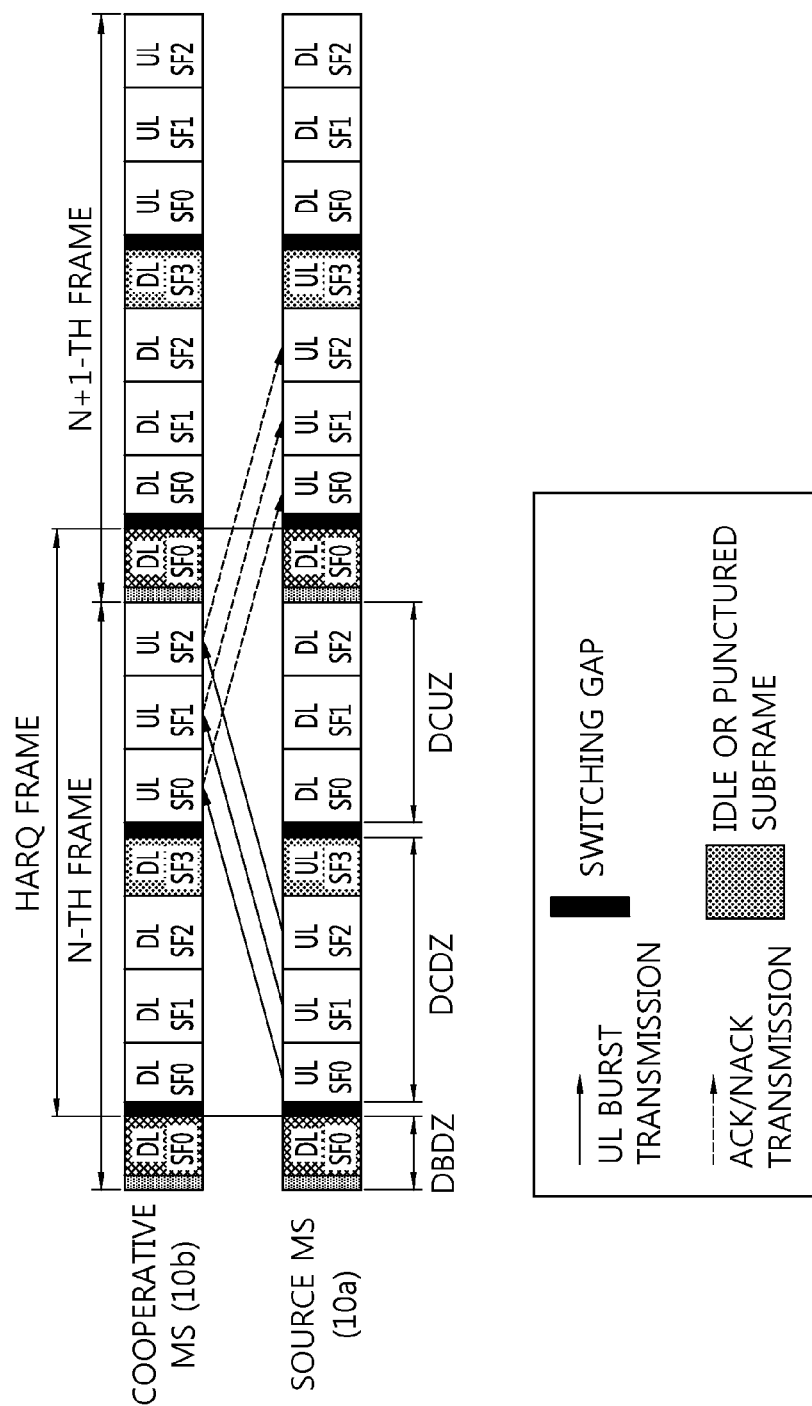 HARQ FRAME
N-TH FRAME
N+1-TH FRAME
COOPERATIVE
MS (10b)
DL
SF0
DL
SF0
DL
SF1
DL
SF2
DL
SF3
UL
SF0
UL
SF1
UL
SF2
DL
SF0
DL
SF0
DL
SF1
DL
SF2
DL
SF3
UL
SF0
UL
SF1
UL
SF2
SOURCE MS
(10a)
DL
SF0
UL
SF0
UL
SF1
UL
SF2
UL
SF3
DL
SF0
DL
SF1
DL
SF2
DL
SF0
UL
SF0
UL
SF1
UL
SF2
UL
SF3
DL
SF0
DL
SF1
DL
SF2
DBDZ
DCDZ
DCUZ
UL BURST
TRANSMISSION
SWITCHING GAP
ACK/NACK
TRANSMISSION
IDLE OR PUNCTURED
SUBFRAME